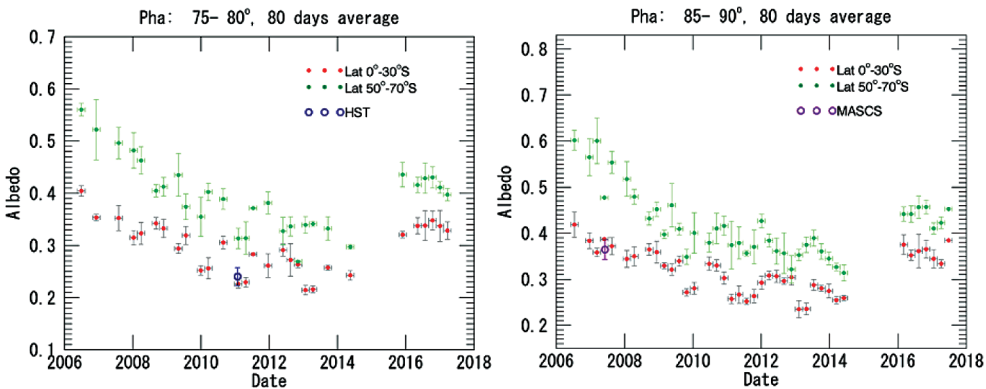 Pha: 75- 80°, 80 days average
0.7
0.6
0.5
0.4
0.3
0.2
0.1
Albedo
Lat 0°-30°S
Lat 50°-70°S
HST
2006 2008 2010 2012 2014 2016 2018
Date
Pha: 85- 90°, 80 days average
0.8
0.7
0.6
0.5
0.4
0.3
0.2
Albedo
Lat 0°-30°S
Lat 50°-70°S
MASCS
2006 2008 2010 2012 2014 2016 2018
Date